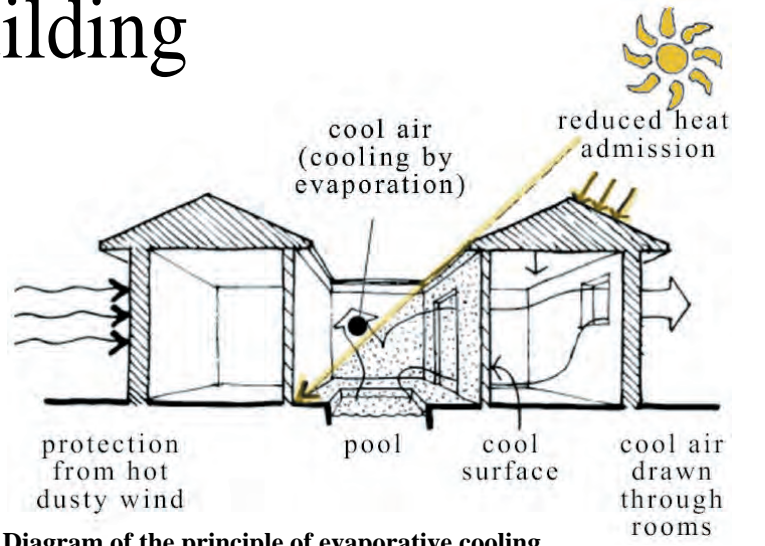 ilding
reduced heat
admission
cool air
(cooling by
evaporation)
protection
from hot
dusty wind
pool
cool
surface
cool air
drawn
through
rooms
Diagram of the principle of evaporative cooling